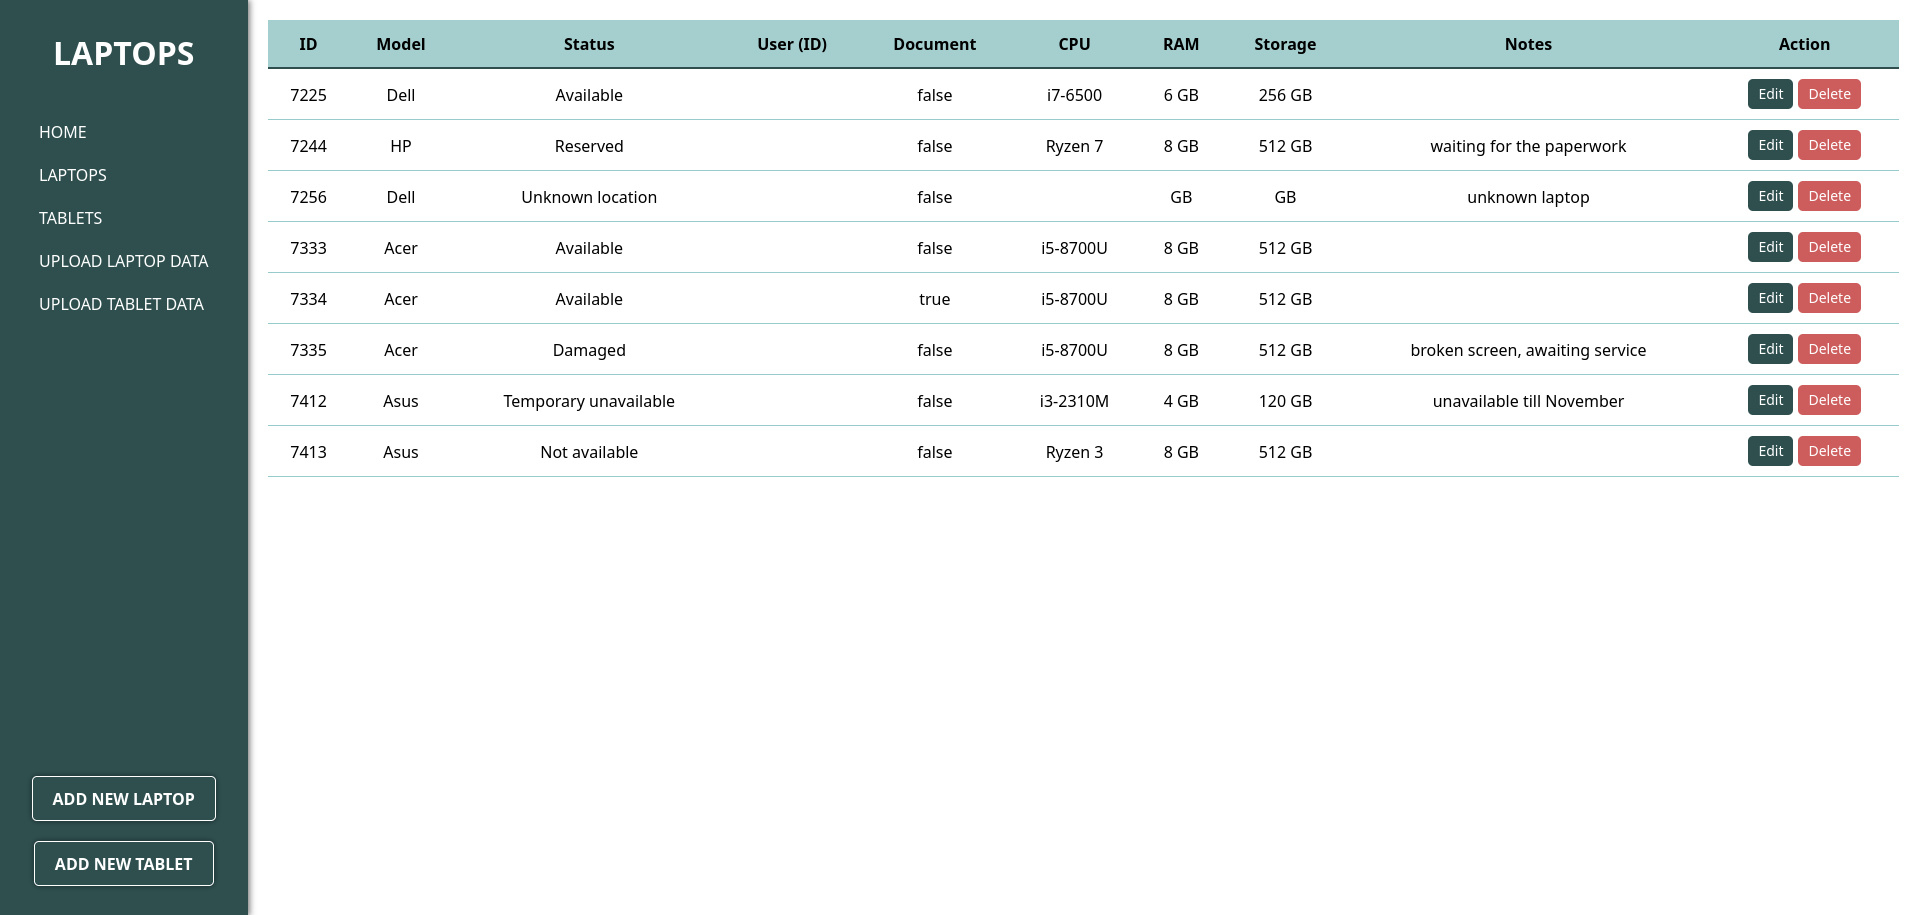 LAPTOPS
HOME
LAPTOPS
TABLETS
UPLOAD LAPTOP DATA
UPLOAD TABLET DATA
ADD NEW LAPTOP
ADD NEW TABLET
ID Model Status User (ID) Document CPU RAM Storage Notes Action
7225 Dell Available false i7-6500 6 GB 256 GB Edit Delete
7244 HP Reserved false Ryzen 7 8 GB 512 GB waiting for the paperwork Edit Delete
7256 Dell Unknown location false GB GB unknown laptop Edit Delete
7333 Acer Available false i5-8700U 8 GB 512 GB Edit Delete
7334 Acer Available true i5-8700U 8 GB 512 GB Edit Delete
7335 Acer Damaged false i5-8700U 8 GB 512 GB broken screen, awaiting service Edit Delete
7412 Asus Temporary unavailable false i3-2310M 4 GB 120 GB unavailable till November Edit Delete
7413 Asus Not available false Ryzen 3 8 GB 512 GB Edit Delete